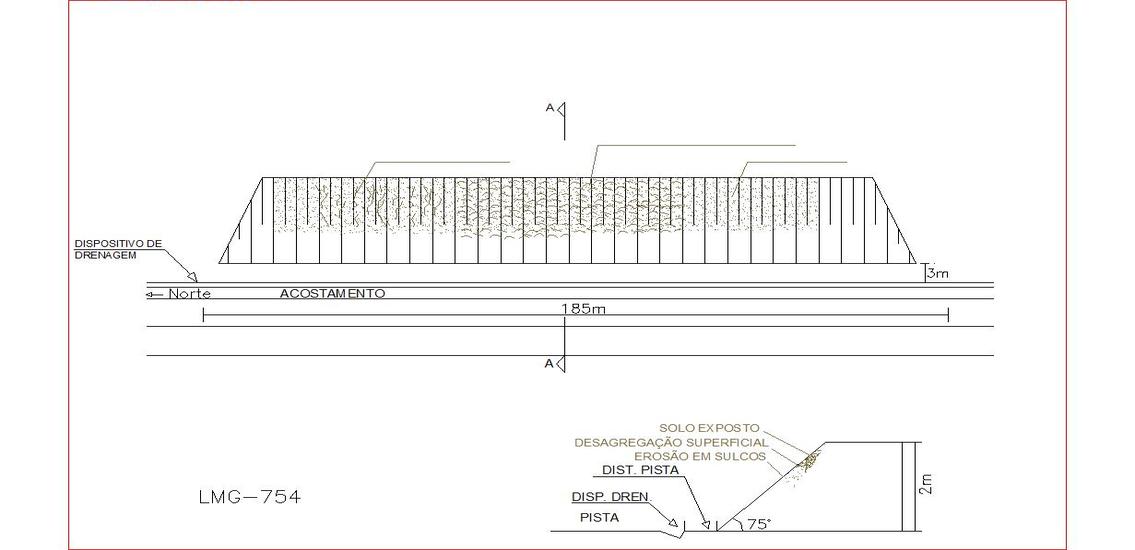 A
DISPOSITIVO DE
DRENAGEM
3m
Norte
ACOSTAMENTO
185m
A
SOLO EXPOSTO
DESAGREGAÇÃO SUPERFICIAL
EROSÃO EM SULCOS
DIST. PISTA
2m
LMG-754
DISP. DREN.
PISTA
75°